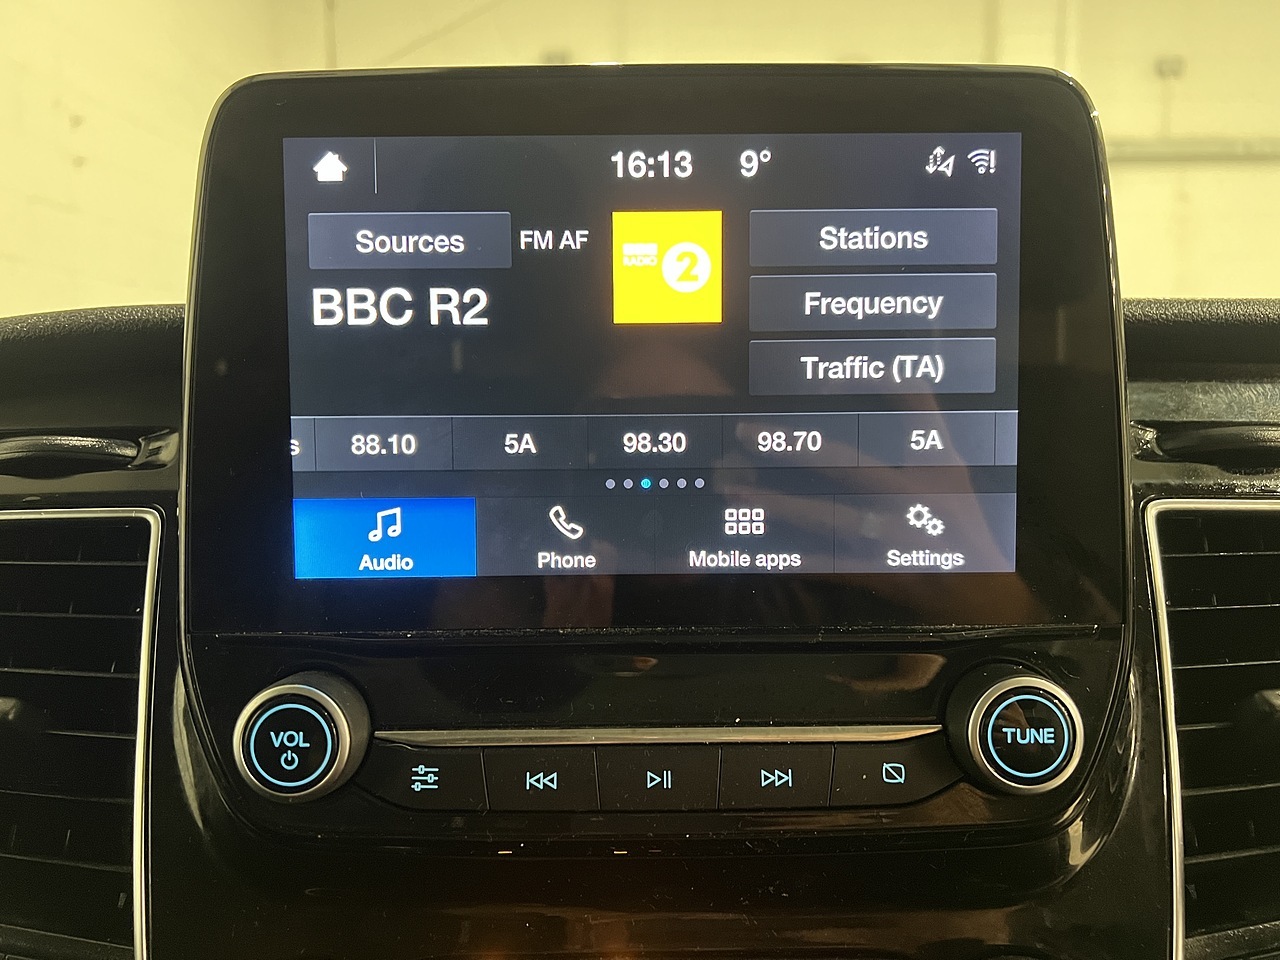 16:13 9°
Sources FM AF
BBC R2
RADIO 2
Stations
Frequency
Traffic (TA)
s 88.10 5A 98.30 98.70 5A
Audio Phone Mobile apps Settings
VOL TUNE